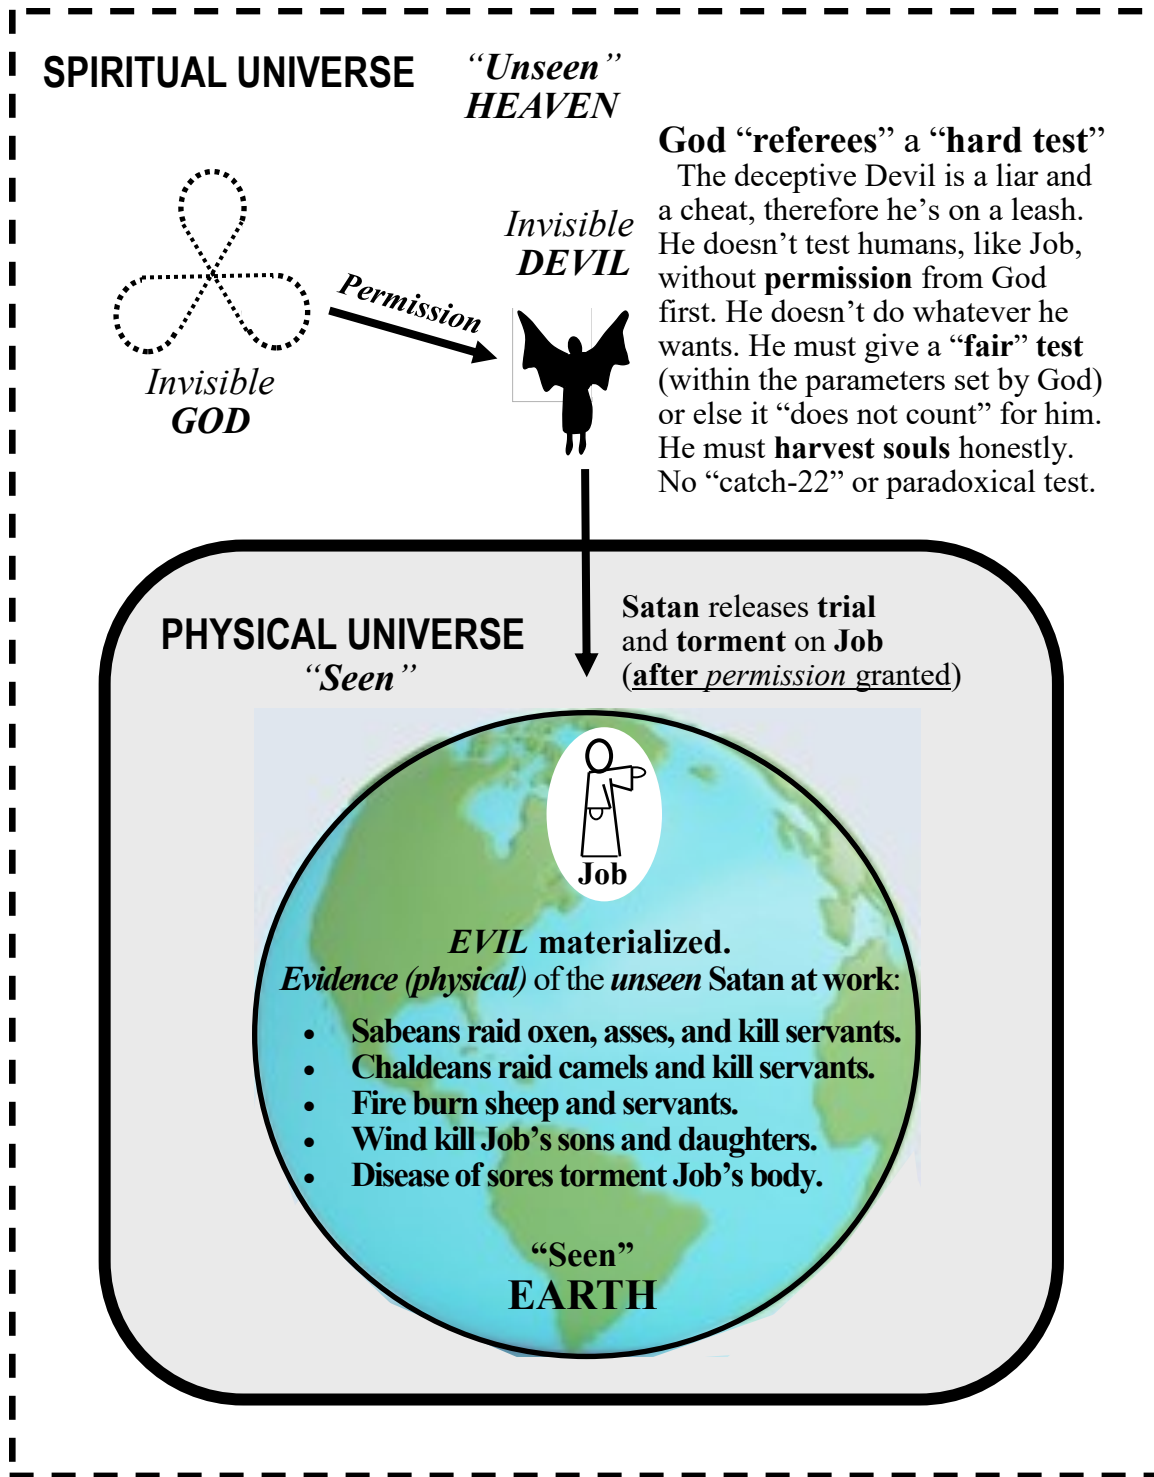 SPIRITUAL UNIVERSE
“Unseen”
HEAVEN
God “referees” a “hard test”
The deceptive Devil is a liar and
a cheat, therefore he’s on a leash.
He doesn’t test humans, like Job,
without permission from God
first. He doesn’t do whatever he
wants. He must give a “fair” test
(within the parameters set by God)
or else it “does not count” for him.
He must harvest souls honestly.
No “catch-22” or paradoxical test.
Invisible
DEVIL
Permission
Invisible
GOD
PHYSICAL UNIVERSE
“Seen”
Satan releases trial
and torment on Job
(after permission granted)
Job
EVIL materialized.
Evidence (physical) of the unseen Satan at work:
• Sabeans raid oxen, asses, and kill servants.
• Chaldeans raid camels and kill servants.
• Fire burn sheep and servants.
• Wind kill Job’s sons and daughters.
• Disease of sores torment Job’s body.
“Seen”
EARTH